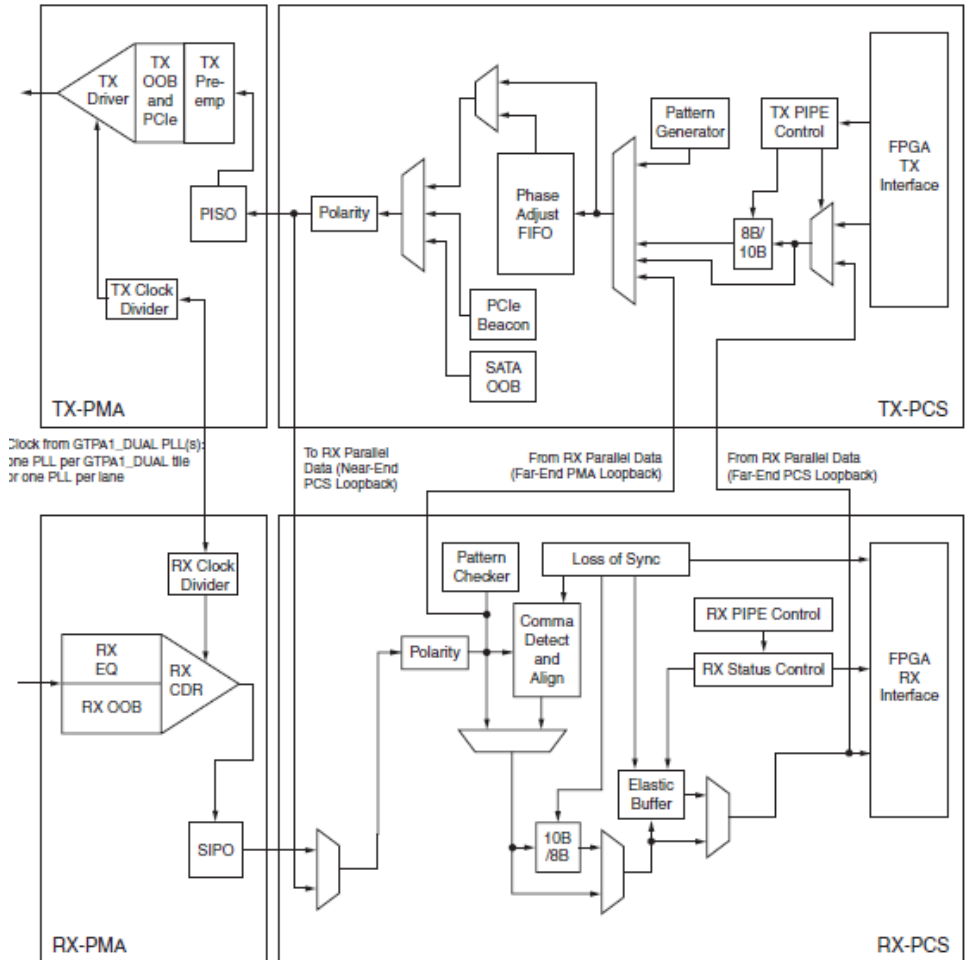 TX
Driver
TX
OOB
and
PCIe
TX
Pre-
emp
PISO
TX Clock
Divider
TX-PMA
Polarity
Phase
Adjust
FIFO
PCIe
Beacon
SATA
OOB
Pattern
Generator
TX PIPE
Control
8B/
10B
FPGA
TX
Interface
TX-PCS
Clock from GTPA1_DUAL PLL(s):
one PLL per GTPA1_DUAL tile
or one PLL per lane
To RX Parallel
Data (Near-End
PCS Loopback)
From RX Parallel Data
(Far-End PMA Loopback)
From RX Parallel Data
(Far-End PCS Loopback)
RX Clock
Divider
RX
EQ
RX OOB
RX
CDR
SIPO
RX-PMA
Pattern
Checker
Loss of Sync
Polarity
Comma
Detect
and
Align
RX PIPE Control
RX Status Control
10B
/8B
Elastic
Buffer
FPGA
RX
Interface
RX-PCS